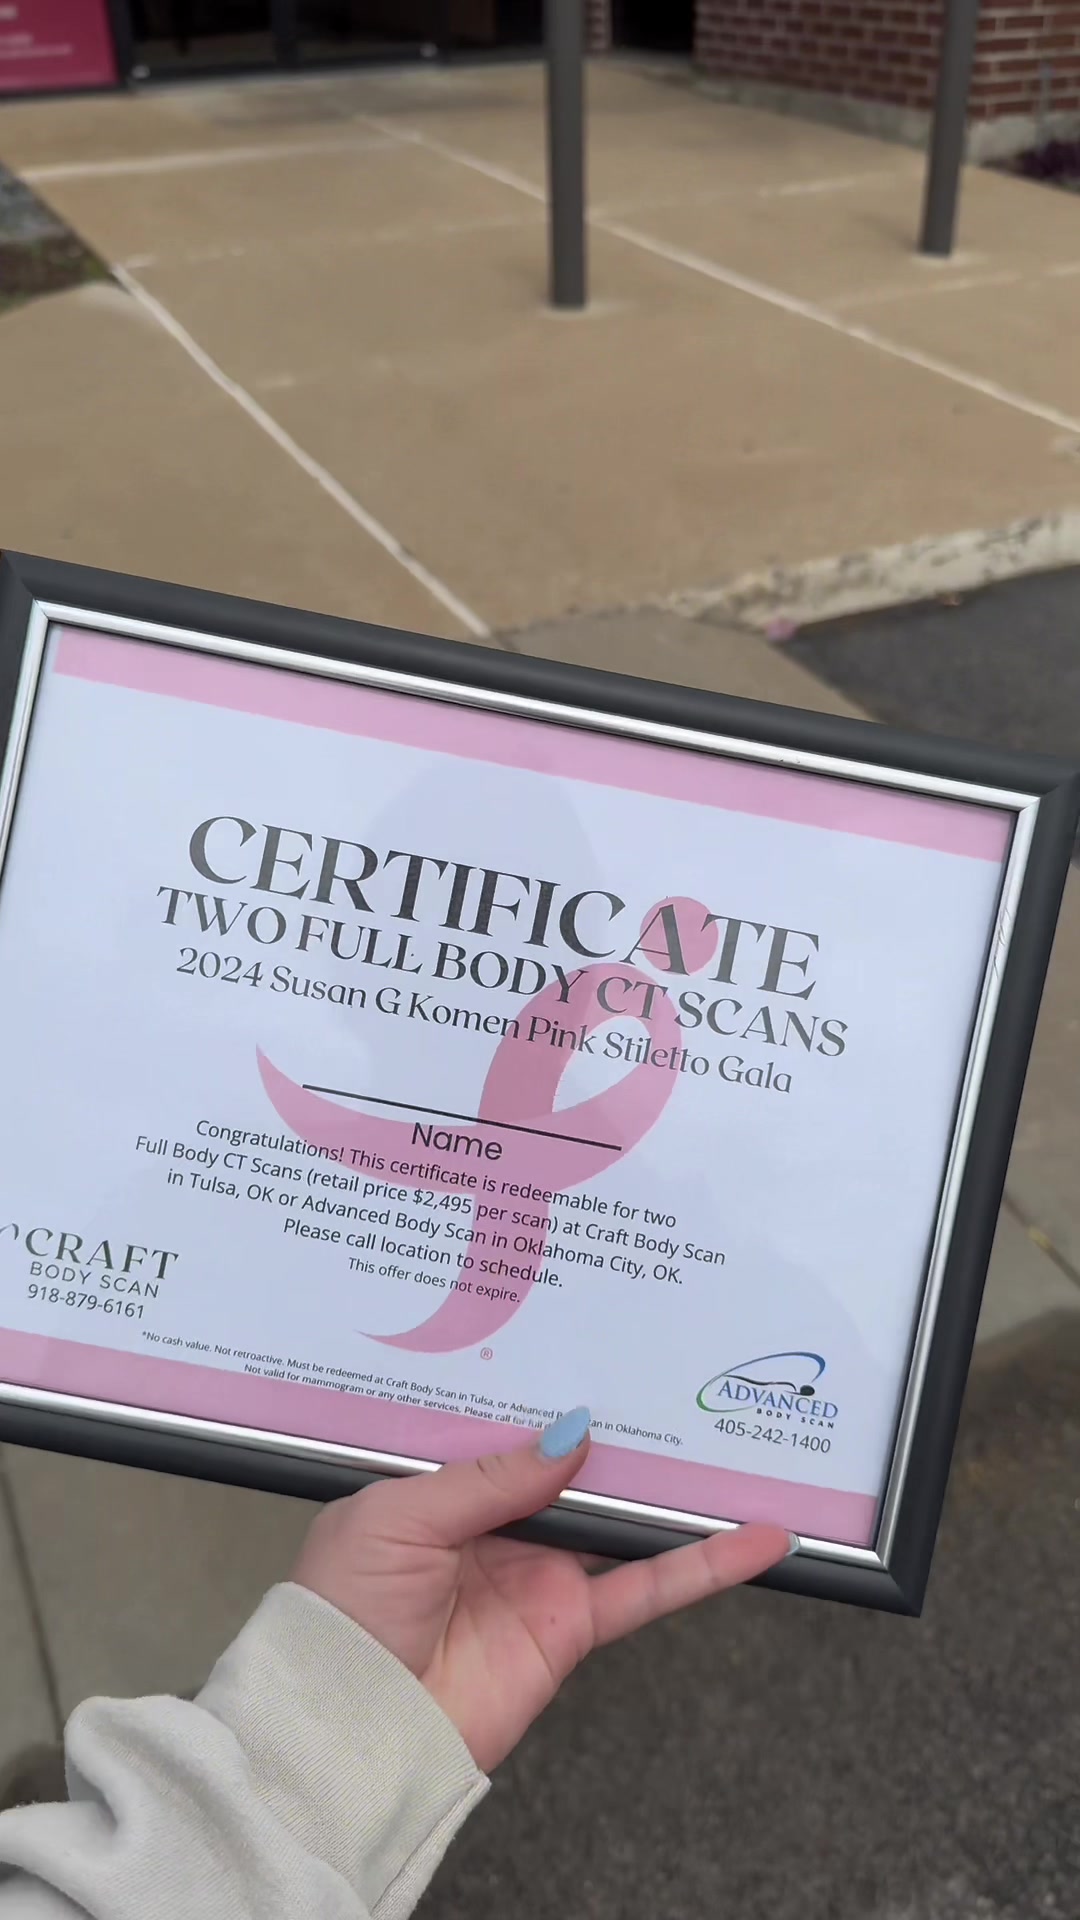 CERTIFICATE
TWO FULL BODY CT SCANS
2024 Susan G Komen Pink Stiletto Gala
Name
Congratulations! This certificate is redeemable for two
Full Body CT Scans (retail price $2,495 per scan) at Craft Body Scan
in Tulsa, OK or Advanced Body Scan in Oklahoma City, OK.
Please call location to schedule.
This offer does not expire.
CRAFT
BODY SCAN
918-879-6161
®
*No cash value. Not retroactive. Must be redeemed at Craft Body Scan in Tulsa, or Advanced in Oklahoma City.
Not valid for mammogram or any other services. Please call for full
ADVANCED
BODY SCAN
405-242-1400